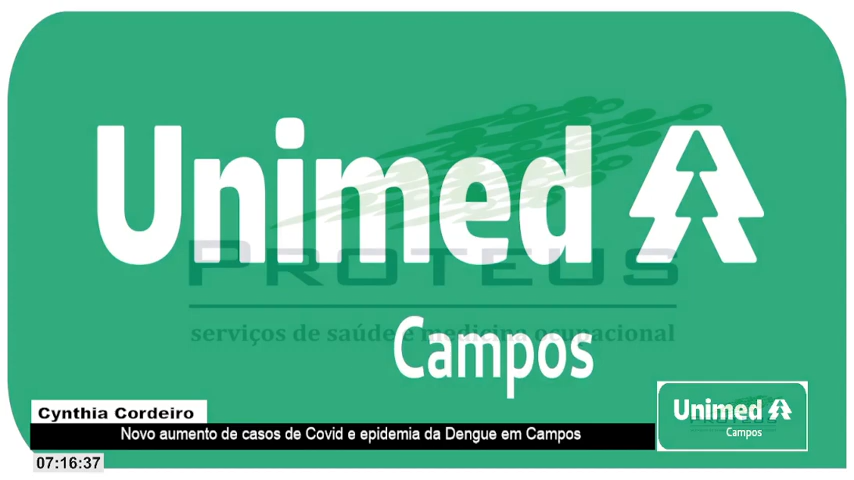 Unimed
PROTEUS
serviços de saúde e medicina ocupacional
Campos
Cynthia Cordeiro
Novo aumento de casos de Covid e epidemia da Dengue em Campos
Unimed
Campos
07:16:37